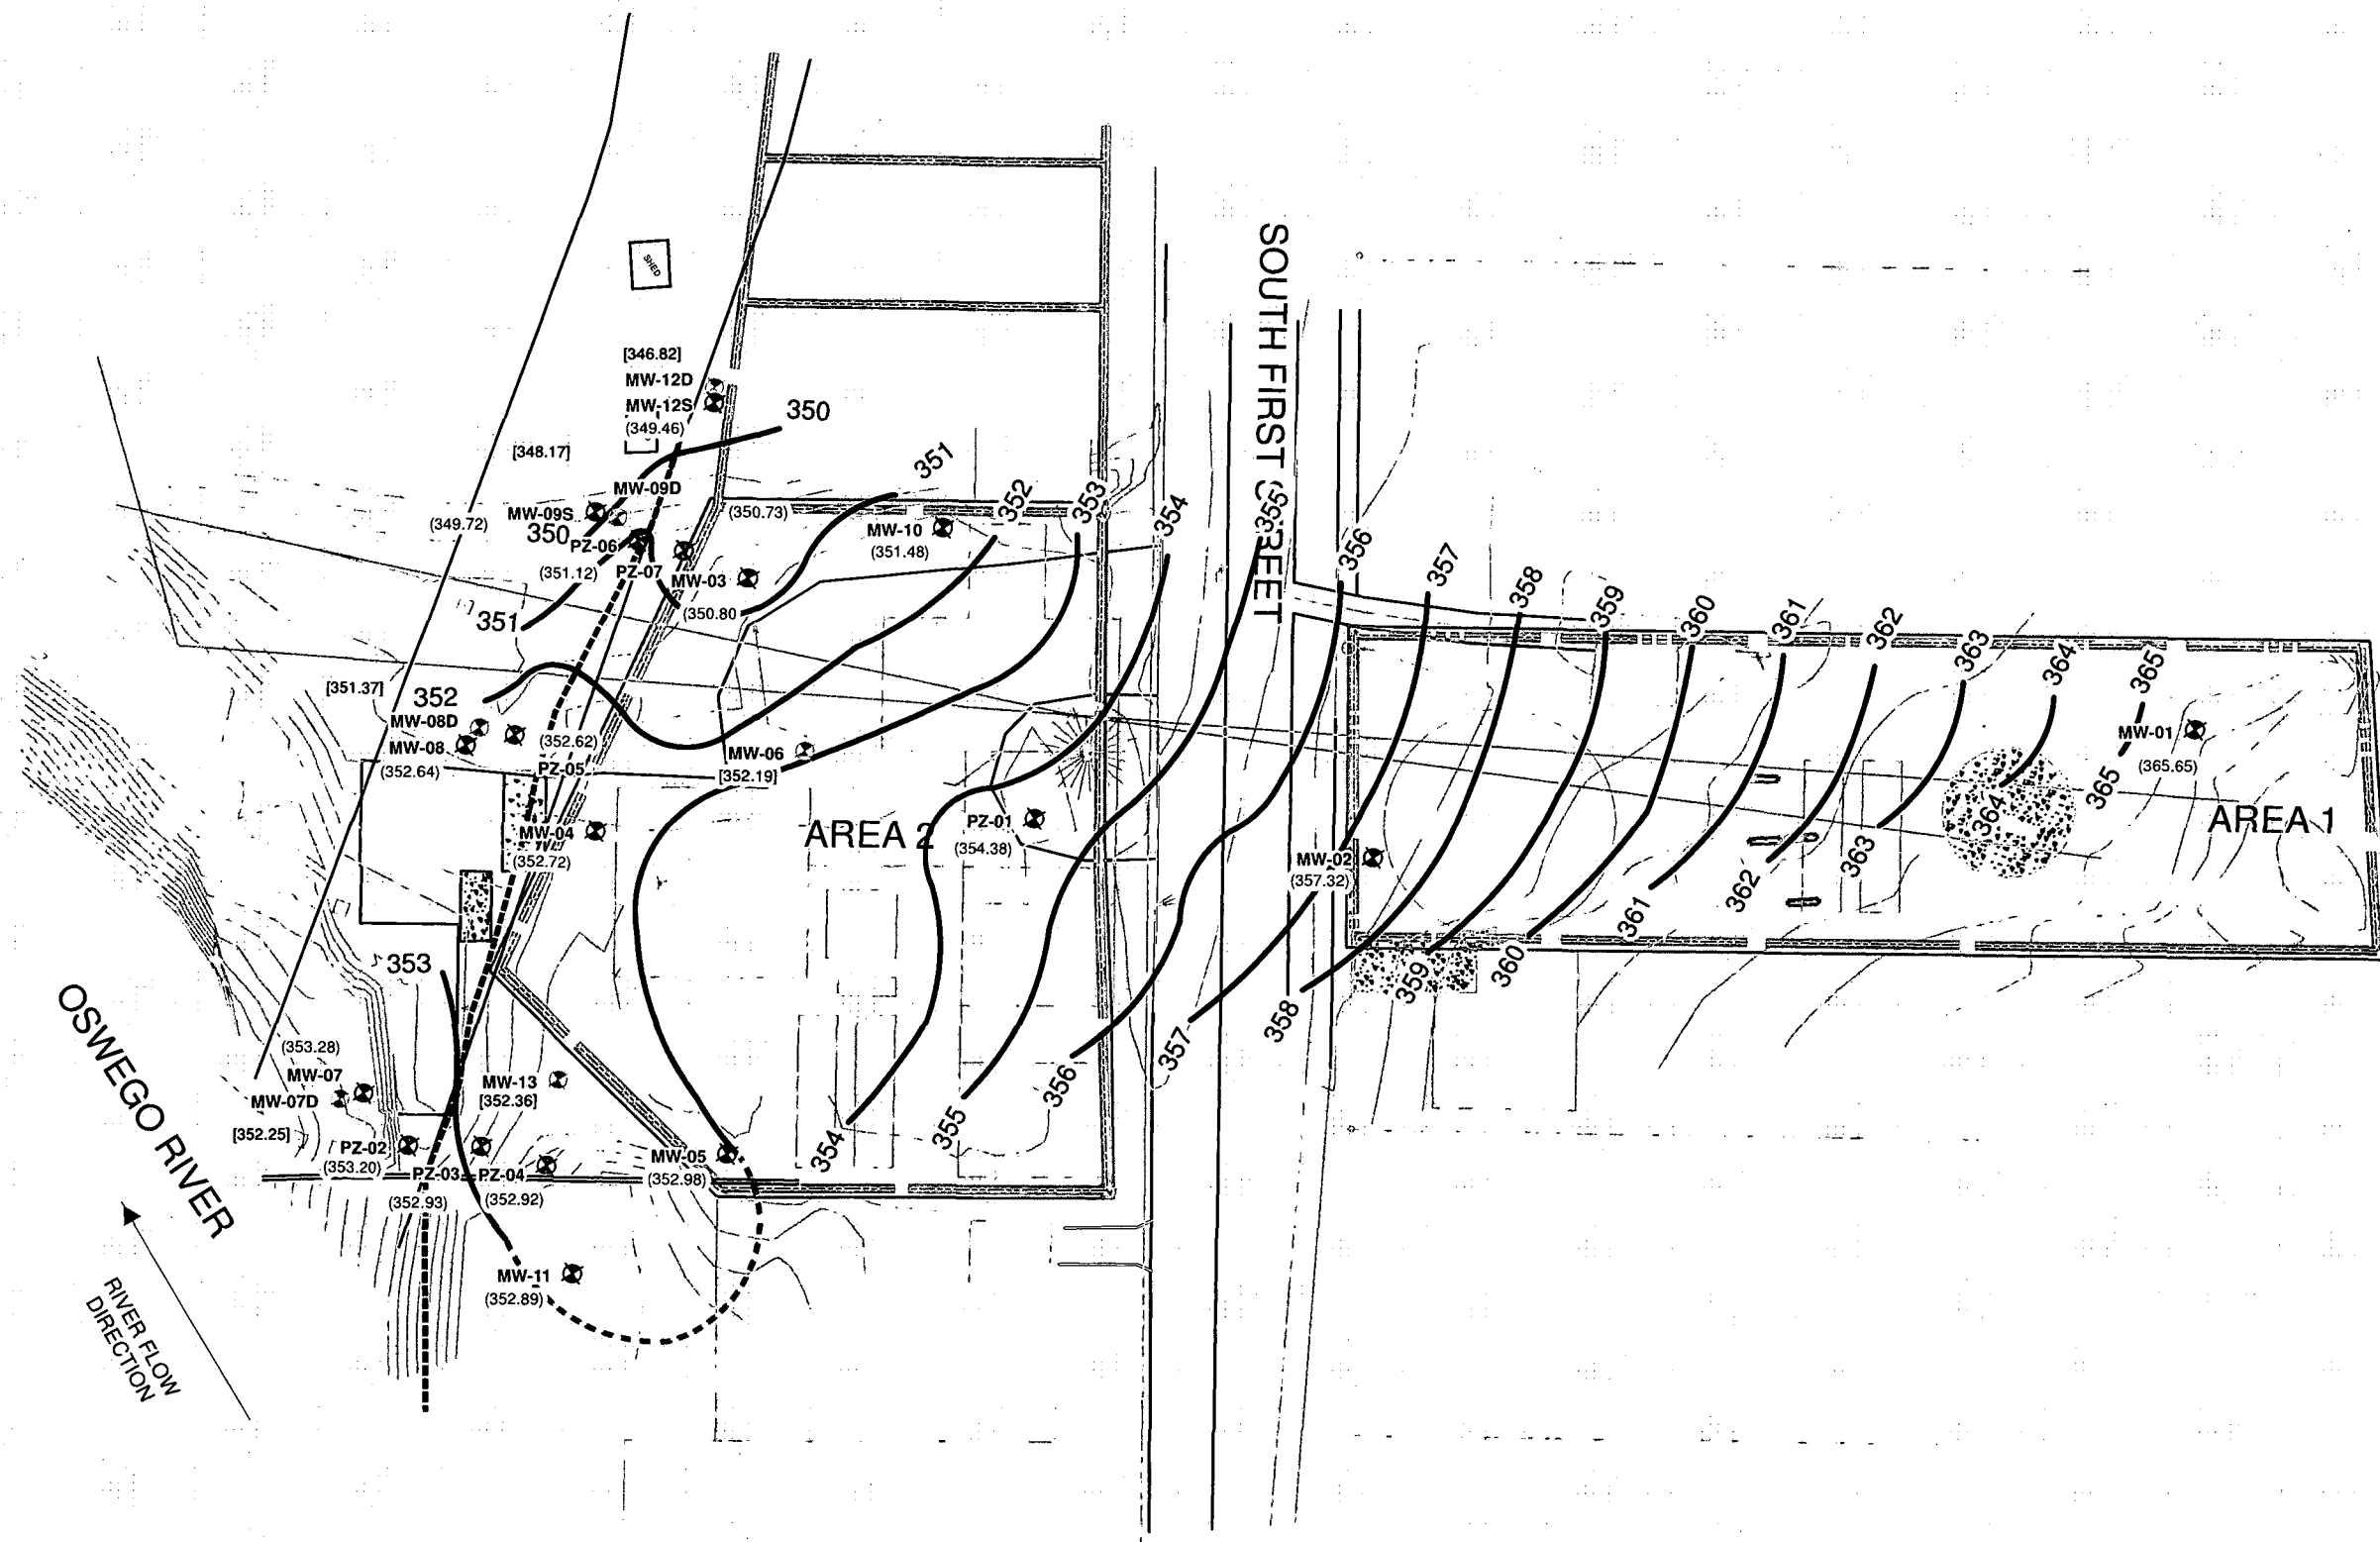 SHED
SOUTH FIRST STREET
[346.82]
MW-12D
MW-12S
(349.46)
350
[348.17]
351
MW-09D
MW-09S
(349.72)
350
(350.73)
352
353
354
355
MW-10
(351.48)
PZ-06
(351.12)
PZ-07
MW-03
(350.80
356
357
358
359
360
361
362
363
364
365
351
[351.37]
352
MW-08D
MW-08
(352.64)
(352.62)
PZ-05
MW-06
[352.19]
MW-01
(365.65)
365
364
AREA 1
AREA 2
PZ-01
(354.38)
MW-04
(352.72)
MW-02
(357.32)
363
362
361
360
359
358
357
356
355
354
353
OSWEGO RIVER
(353.28)
MW-07
MW-07D
[352.25]
MW-13
[352.36]
PZ-02
(353.20)
PZ-03
(352.93)
PZ-04
(352.92)
MW-05
(352.98)
MW-11
(352.89)
RIVER FLOW
DIRECTION